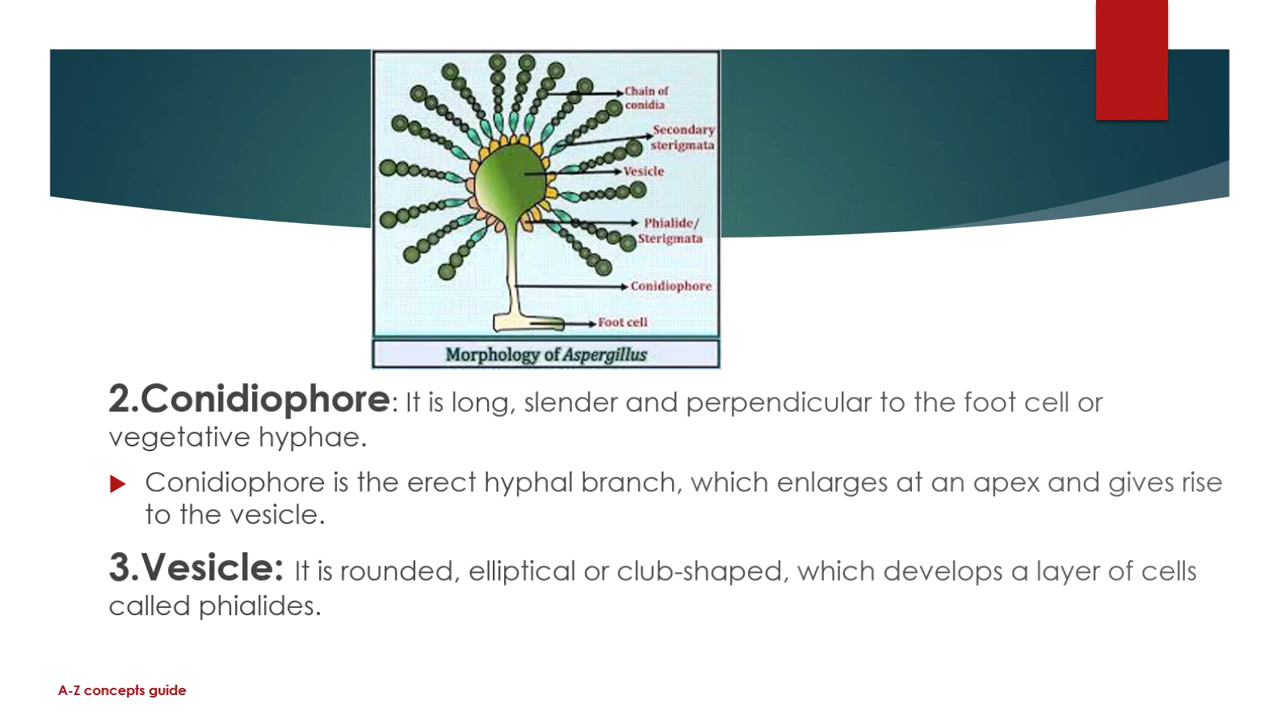 Chain of
conidia
Secondary
sterigmata
Vesicle
Phialide/
Sterigmata
Conidiophore
Foot cell
Morphology of Aspergillus
2.Conidiophore: It is long, slender and perpendicular to the foot cell or
vegetative hyphae.
Conidiophore is the erect hyphal branch, which enlarges at an apex and gives rise
to the vesicle.
3.Vesicle: It is rounded, elliptical or club-shaped, which develops a layer of cells
called phialides.
A-Z concepts guide